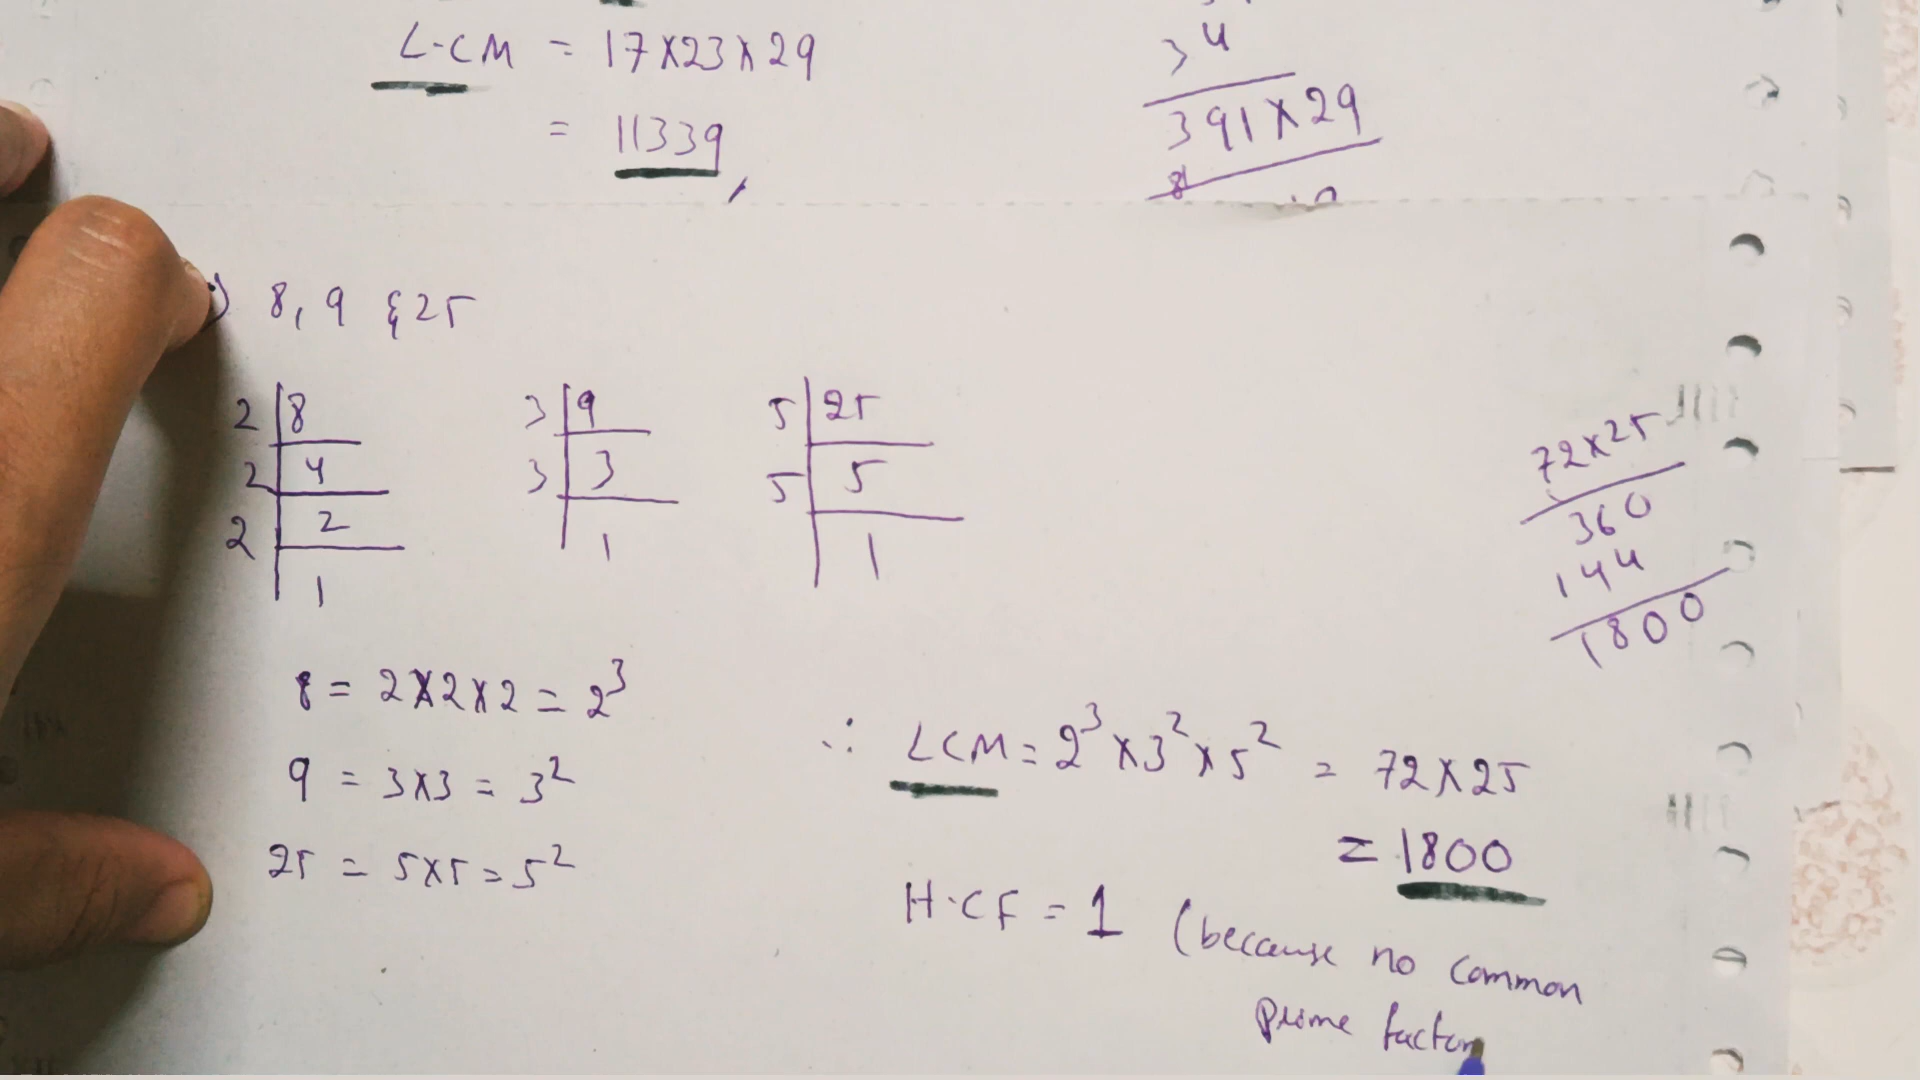 L.CM = 17×23×29
= 11339
34
391×29
8, 9 & 25
2 | 8
2 | 4
2 | 2
1
3 | 9
3 | 3
1
5 | 25
5 | 5
1
72×25
360
144
1800
8 = 2×2×2 = 2³
9 = 3×3 = 3²
25 = 5×5 = 5²
∴ LCM = 2³×3²×5² = 72×25
= 1800
H.CF = 1 (because no common
prime factor